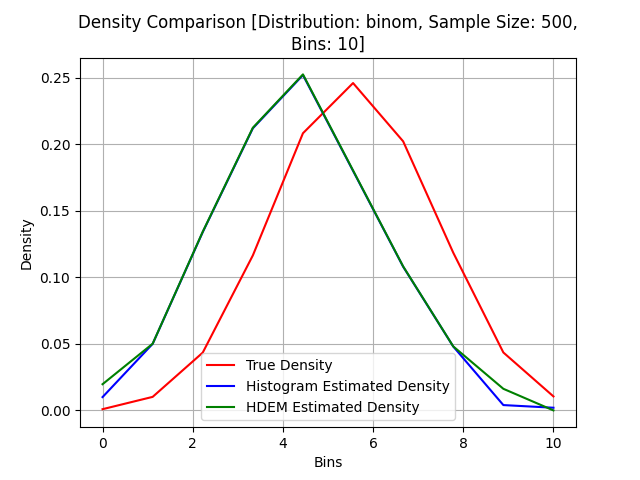 Density Comparison [Distribution: binom, Sample Size: 500,
Bins: 10]
Density
0.25
0.20
0.15
0.10
0.05
0.00
True Density
Histogram Estimated Density
HDEM Estimated Density
0 2 4 6 8 10
Bins